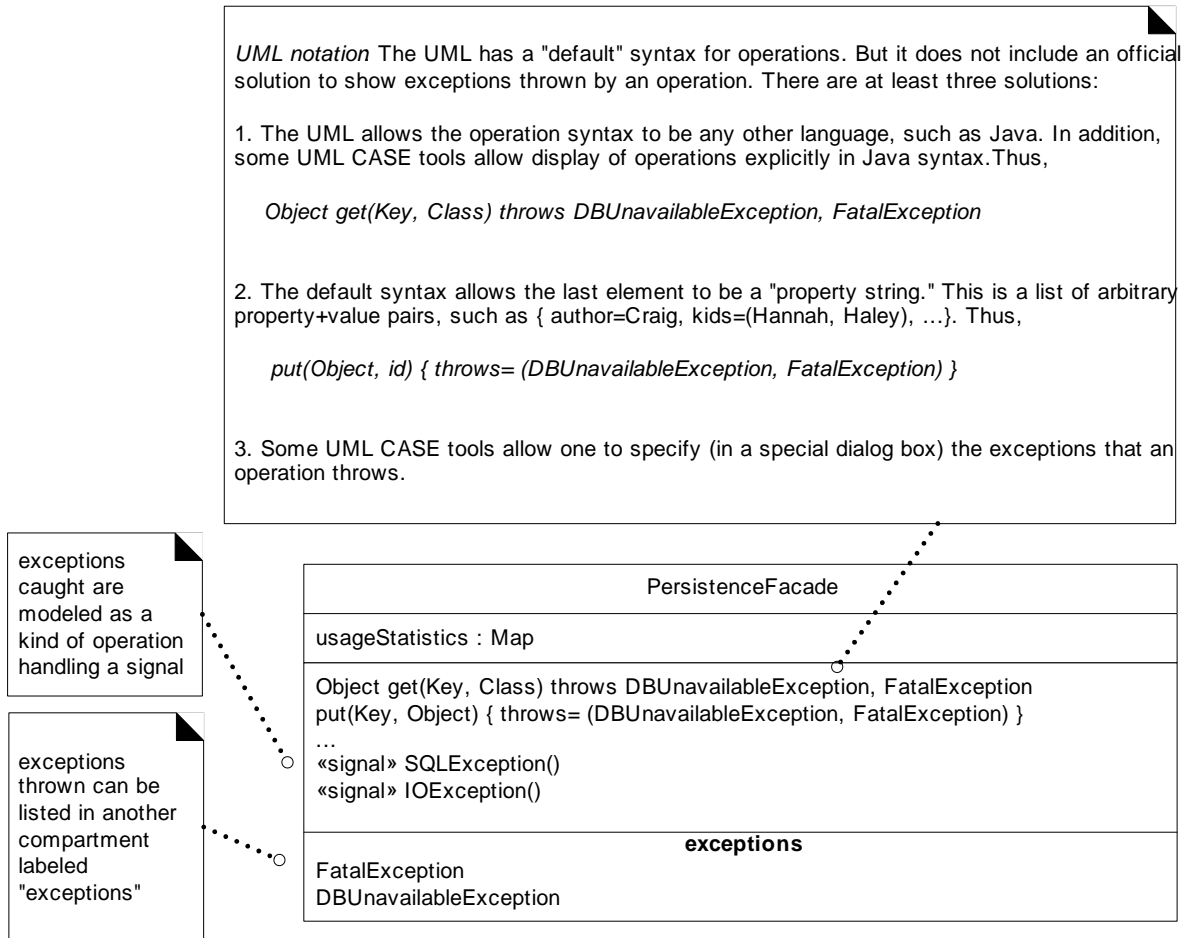 UML notation The UML has a "default" syntax for operations. But it does not include an official
solution to show exceptions thrown by an operation. There are at least three solutions:
1. The UML allows the operation syntax to be any other language, such as Java. In addition,
some UML CASE tools allow display of operations explicitly in Java syntax.Thus,
Object get(Key, Class) throws DBUnavailableException, FatalException
2. The default syntax allows the last element to be a "property string." This is a list of arbitrary
property+value pairs, such as { author=Craig, kids=(Hannah, Haley), ...}. Thus,
put(Object, id) { throws= (DBUnavailableException, FatalException) }
3. Some UML CASE tools allow one to specify (in a special dialog box) the exceptions that an
operation throws.
exceptions
caught are
modeled as a
kind of operation
handling a signal
exceptions
thrown can be
listed in another
compartment
labeled
"exceptions"
PersistenceFacade
usageStatistics : Map
Object get(Key, Class) throws DBUnavailableException, FatalException
put(Key, Object) { throws= (DBUnavailableException, FatalException) }
...
«signal» SQLException()
«signal» IOException()
exceptions
FatalException
DBUnavailableException